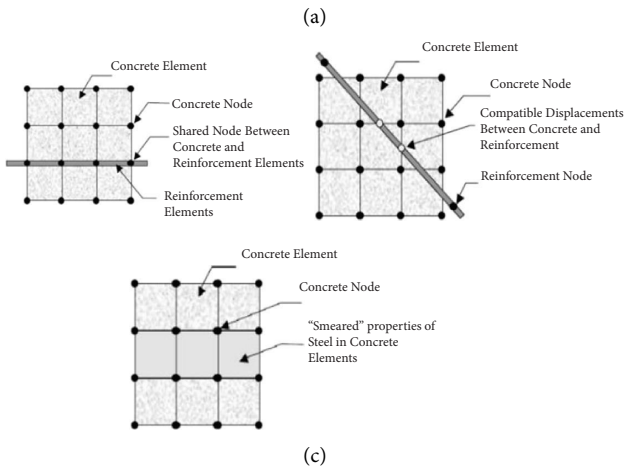 (a)
Concrete Element
Concrete Node
Shared Node Between
Concrete and
Reinforcement Elements
Reinforcement
Elements
Concrete Element
Concrete Node
Compatible Displacements
Between Concrete and
Reinforcement
Reinforcement Node
Concrete Element
Concrete Node
“Smeared” properties of
Steel in Concrete
Elements
(c)